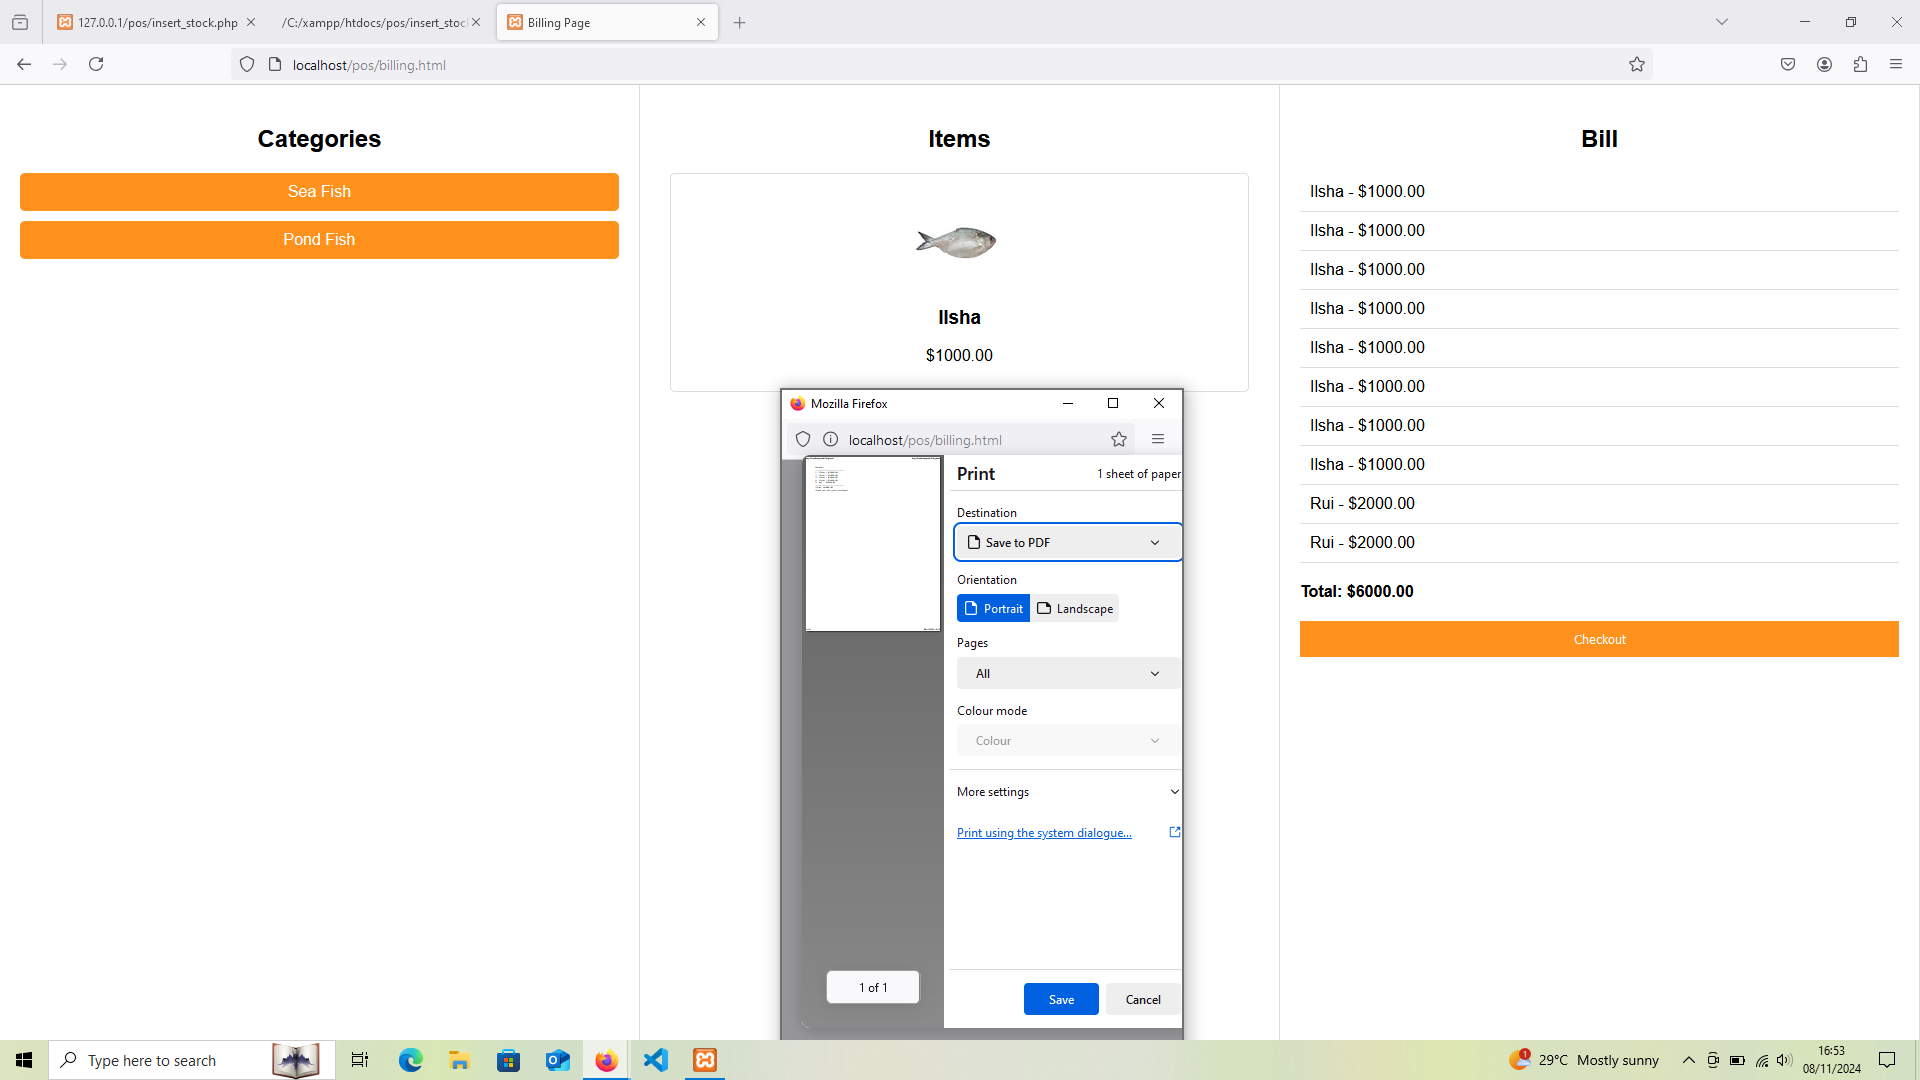 127.0.0.1/pos/insert_stock.php
/C:/xampp/htdocs/pos/insert_stoc
Billing Page
localhost/pos/billing.html
Categories
Sea Fish
Pond Fish
Items
Ilsha
$1000.00
Bill
Ilsha - $1000.00
Ilsha - $1000.00
Ilsha - $1000.00
Ilsha - $1000.00
Ilsha - $1000.00
Ilsha - $1000.00
Ilsha - $1000.00
Ilsha - $1000.00
Rui - $2000.00
Rui - $2000.00
Total: $6000.00
Checkout
Mozilla Firefox
localhost/pos/billing.html
Print
1 sheet of paper
Destination
Save to PDF
Orientation
Portrait
Landscape
Pages
All
Colour mode
Colour
More settings
Print using the system dialogue...
1 of 1
Save
Cancel
Type here to search
1
29°C Mostly sunny
16:53
08/11/2024